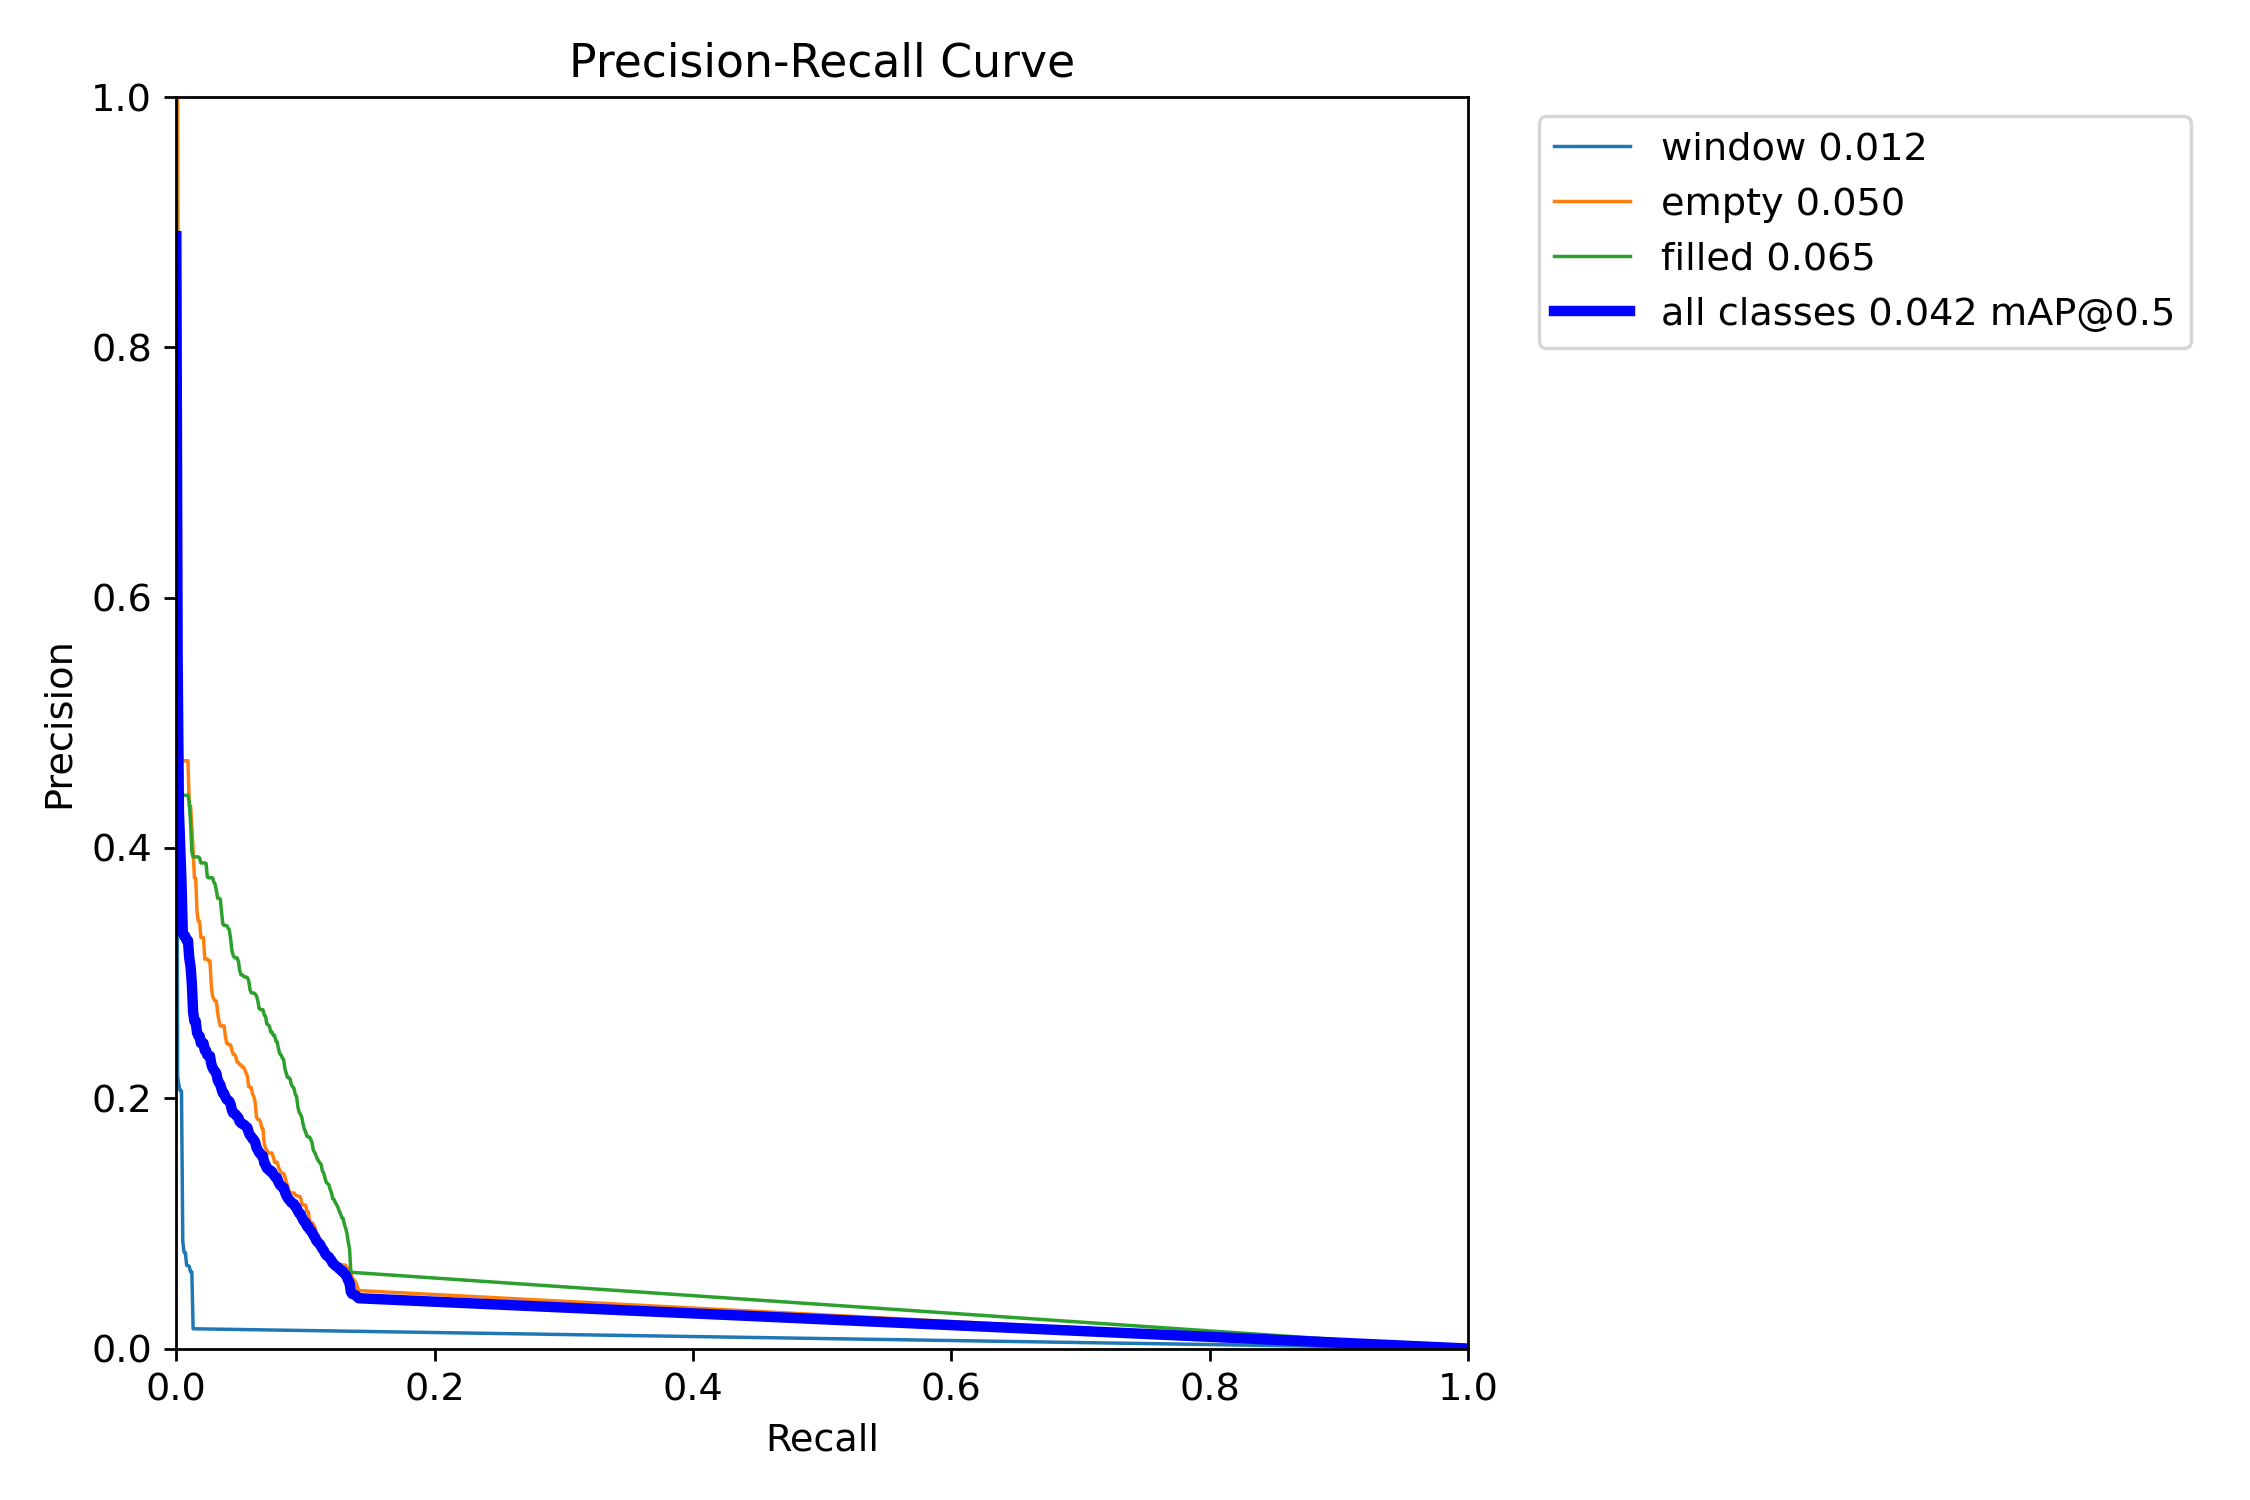 Precision-Recall Curve
1.0
0.8
0.6
0.4
0.2
0.0
Precision
0.0 0.2 0.4 0.6 0.8 1.0
Recall
window 0.012
empty 0.050
filled 0.065
all classes 0.042 mAP@0.5